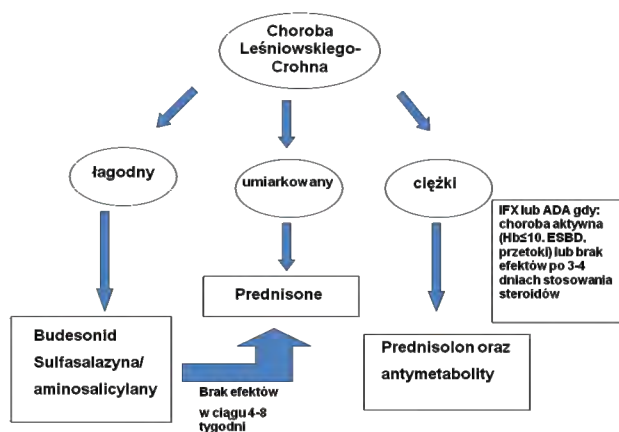 Choroba
Leśniowskiego-
Crohna
łagodny
umiarkowany
ciężki
IFX lub ADA gdy:
choroba aktywna
(Hb≤10. ESBD,
przetoki) lub brak
efektów po 3-4
dniach stosowania
steroidów
Prednisone
Budesonid
Sulfasalazyna/
aminosalicylany
Prednisolon oraz
antymetabolity
Brak efektów
w ciągu 4-8
tygodni